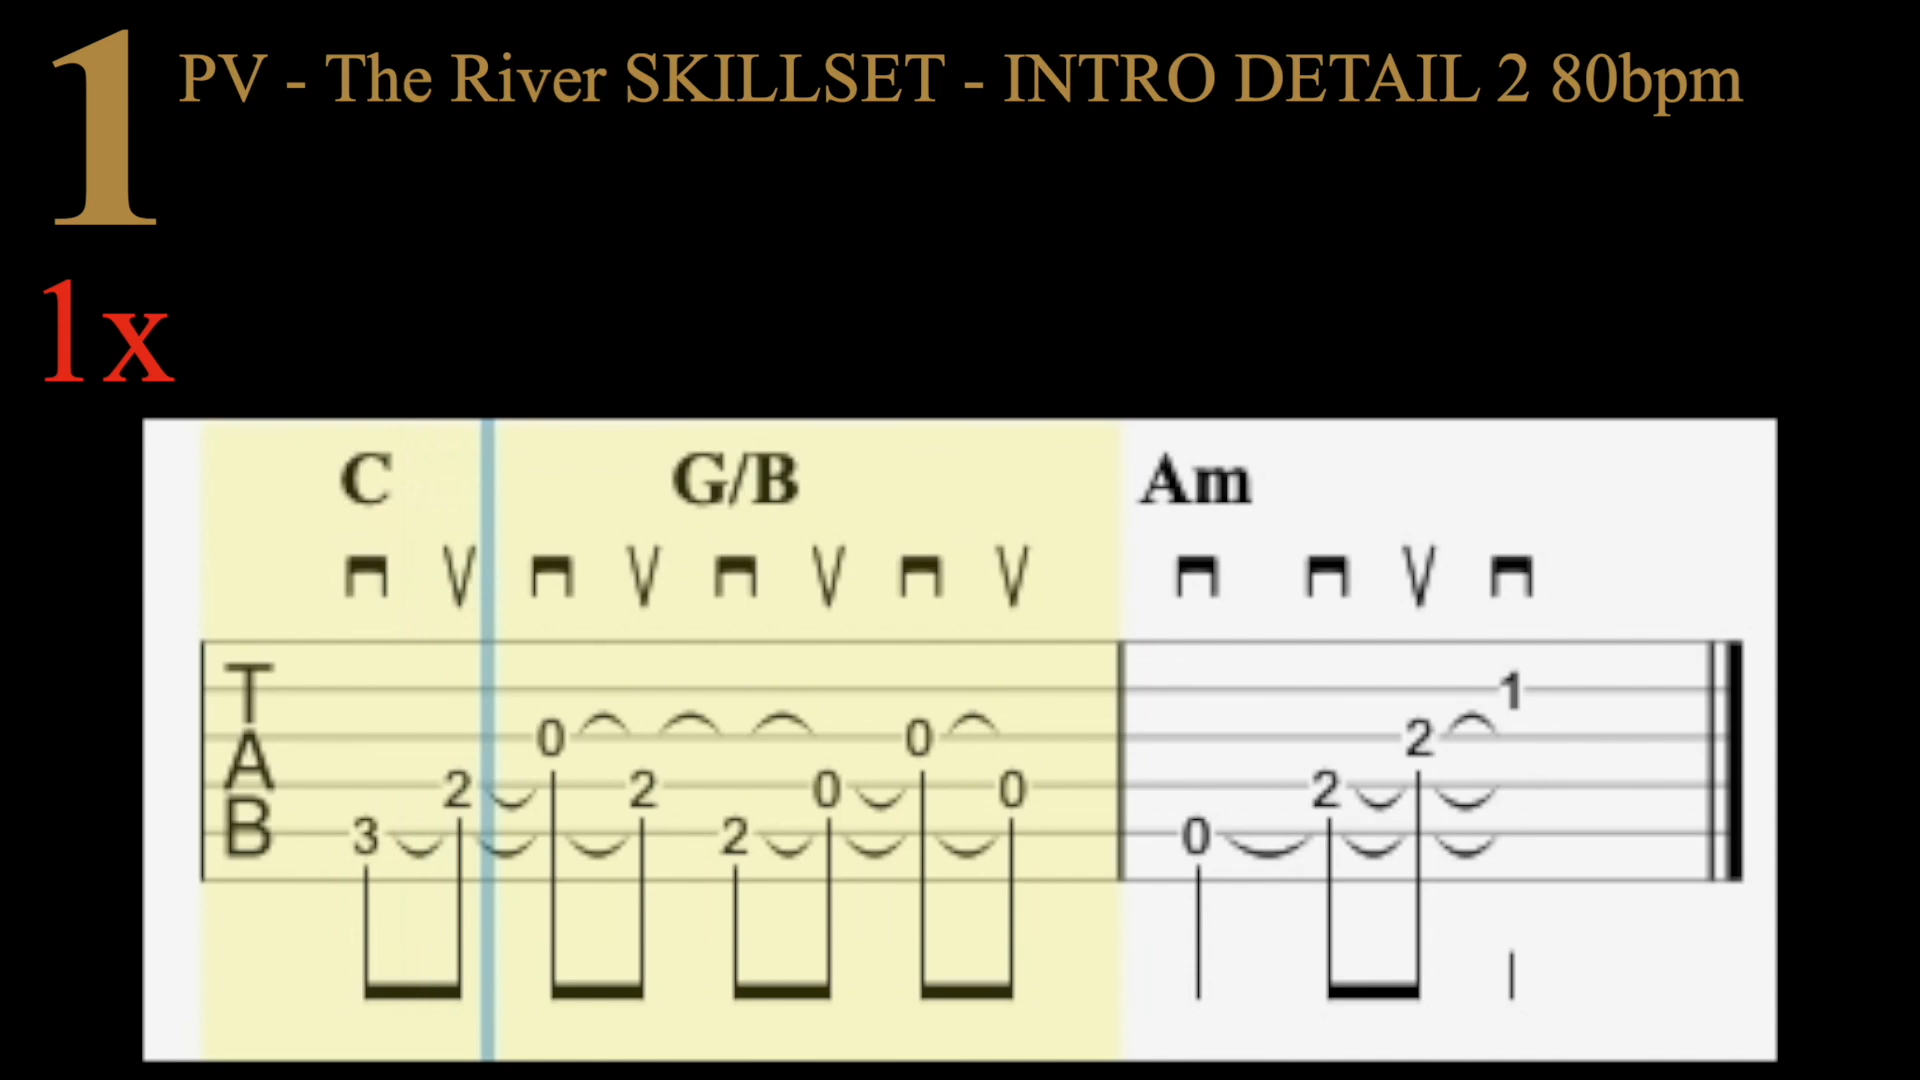 1 PV - The River SKILLSET - INTRO DETAIL 2 80bpm
1x
C G/B Am
T
A
B
1
0 0 2
2 2 0 0 2
3 2 0